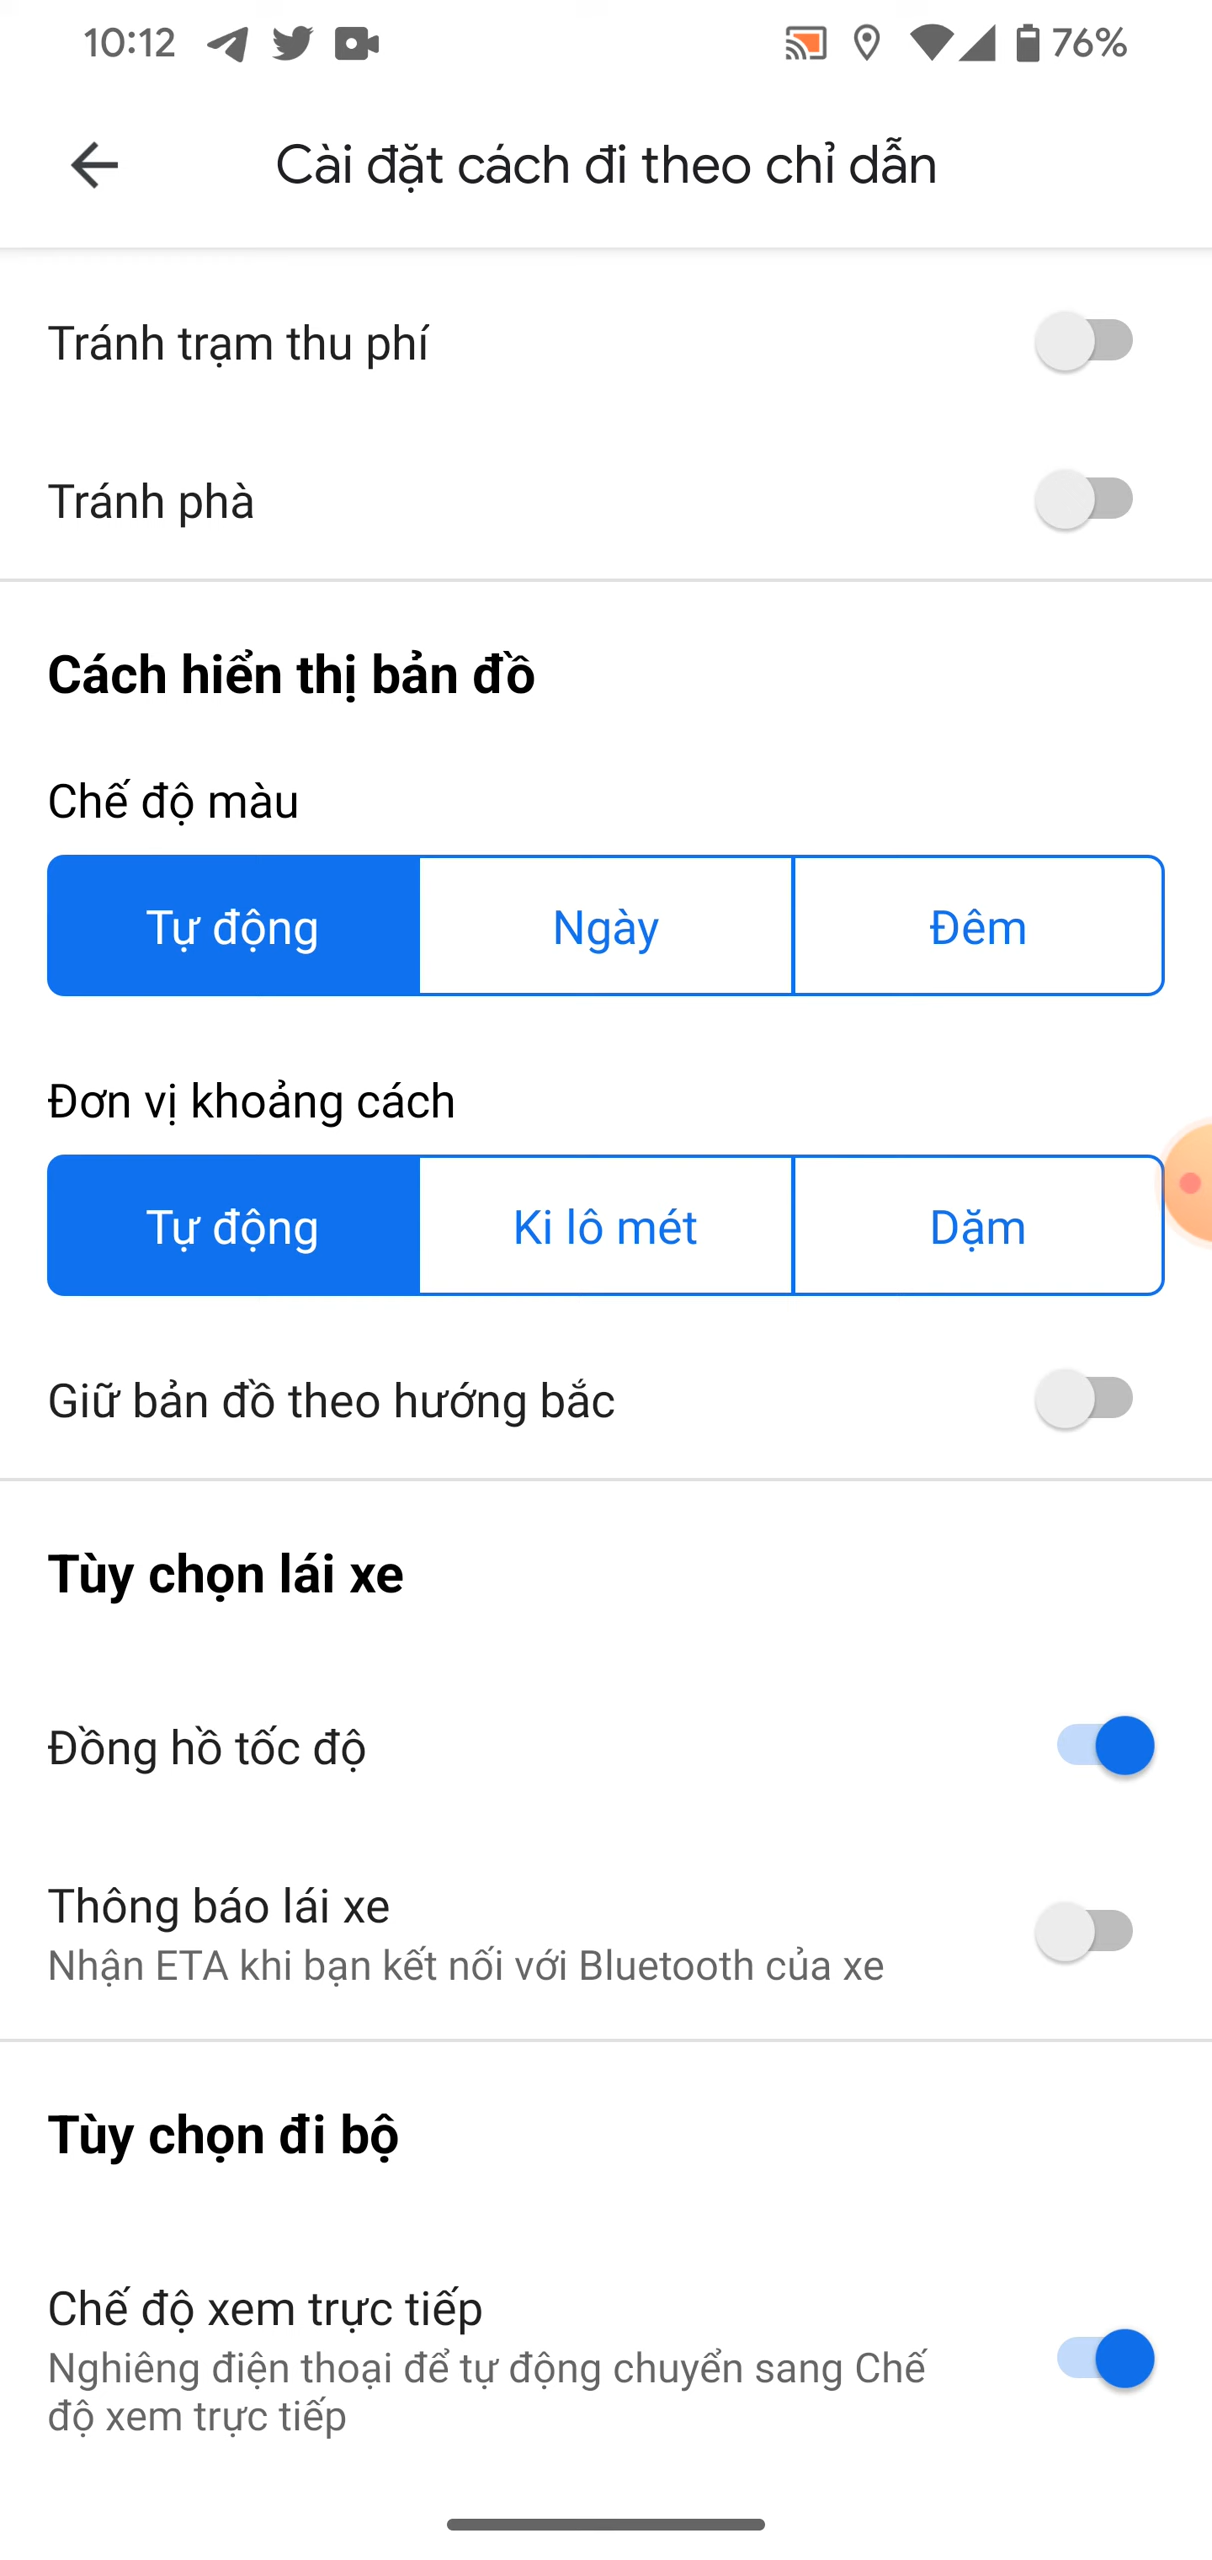 10:12
76%
Cài đặt cách đi theo chỉ dẫn
Tránh trạm thu phí
Tránh phà
Cách hiển thị bản đồ
Chế độ màu
Tự động
Ngày
Đêm
Đơn vị khoảng cách
Tự động
Ki lô mét
Dặm
Giữ bản đồ theo hướng bắc
Tùy chọn lái xe
Đồng hồ tốc độ
Thông báo lái xe
Nhận ETA khi bạn kết nối với Bluetooth của xe
Tùy chọn đi bộ
Chế độ xem trực tiếp
Nghiêng điện thoại để tự động chuyển sang Chế
độ xem trực tiếp